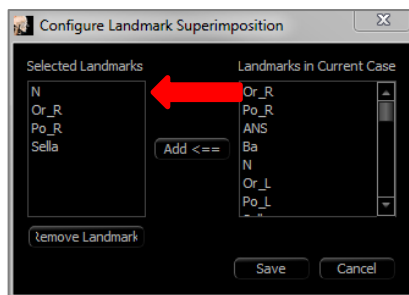 Configure Landmark Superimposition
Selected Landmarks
N
Or_R
Po_R
Sella
Add <==
Landmarks in Current Case
Or_R
Po_R
ANS
Ba
N
Or_L
Po_L
Remove Landmark
Save
Cancel